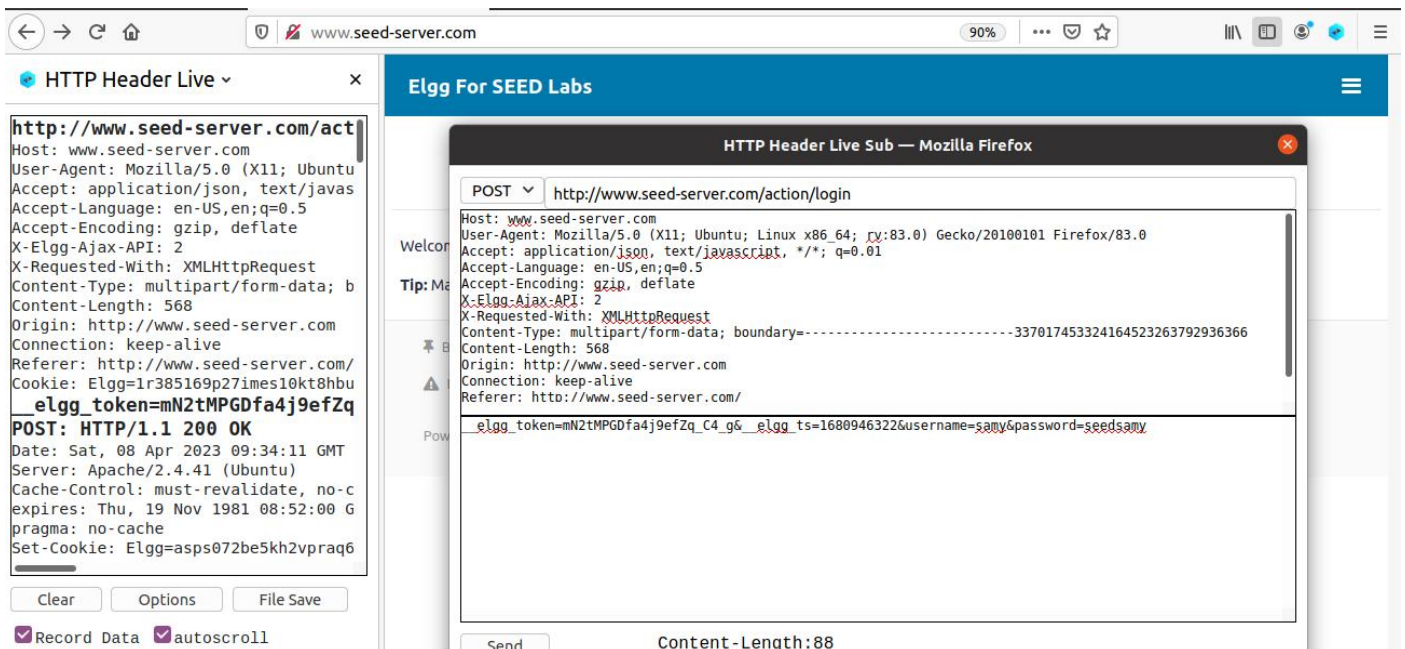 www.seed-server.com
90%
HTTP Header Live
http://www.seed-server.com/act
Host: www.seed-server.com
User-Agent: Mozilla/5.0 (X11; Ubuntu
Accept: application/json, text/javas
Accept-Language: en-US,en;q=0.5
Accept-Encoding: gzip, deflate
X-Elgg-Ajax-API: 2
X-Requested-With: XMLHttpRequest
Content-Type: multipart/form-data; b
Content-Length: 568
Origin: http://www.seed-server.com
Connection: keep-alive
Referer: http://www.seed-server.com/
Cookie: Elgg=1r385169p27imes10kt8hbu
__elgg_token=mN2tMPGDfa4j9efZq
POST: HTTP/1.1 200 OK
Date: Sat, 08 Apr 2023 09:34:11 GMT
Server: Apache/2.4.41 (Ubuntu)
Cache-Control: must-revalidate, no-c
expires: Thu, 19 Nov 1981 08:52:00 G
pragma: no-cache
Set-Cookie: Elgg=asps072be5kh2vpraq6
Clear
Options
File Save
Record Data
autoscroll
Elgg For SEED Labs
Welcom
Tip: Ma
B
Pow
HTTP Header Live Sub — Mozilla Firefox
POST
http://www.seed-server.com/action/login
Host: www.seed-server.com
User-Agent: Mozilla/5.0 (X11; Ubuntu; Linux x86_64; rv:83.0) Gecko/20100101 Firefox/83.0
Accept: application/json, text/javascript, */*; q=0.01
Accept-Language: en-US,en;q=0.5
Accept-Encoding: gzip, deflate
X-Elgg-Ajax-API: 2
X-Requested-With: XMLHttpRequest
Content-Type: multipart/form-data; boundary=---------------------------337017453324164523263792936366
Content-Length: 568
Origin: http://www.seed-server.com
Connection: keep-alive
Referer: http://www.seed-server.com/
__elgg_token=mN2tMPGDfa4j9efZq_C4_g&__elgg_ts=1680946322&username=samy&password=seedsamy
Send
Content-Length:88